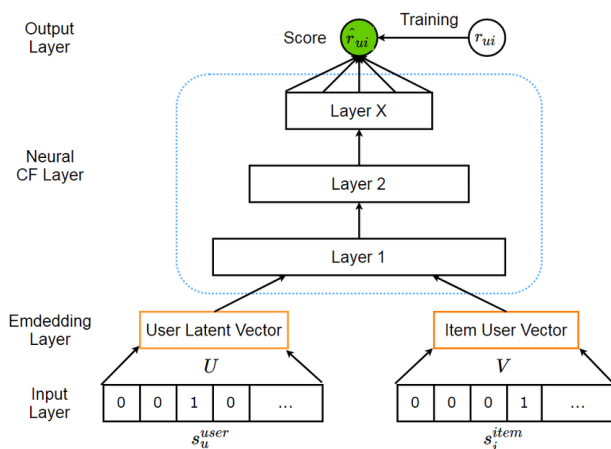 Output
Layer
Score
r̂ui
Training
rui
Layer X
Neural
CF Layer
Layer 2
Layer 1
Emdedding
Layer
User Latent Vector
Item User Vector
U
V
Input
Layer
0 0 1 0 ...
0 0 0 1 ...
s_u^{user}
s_i^{item}